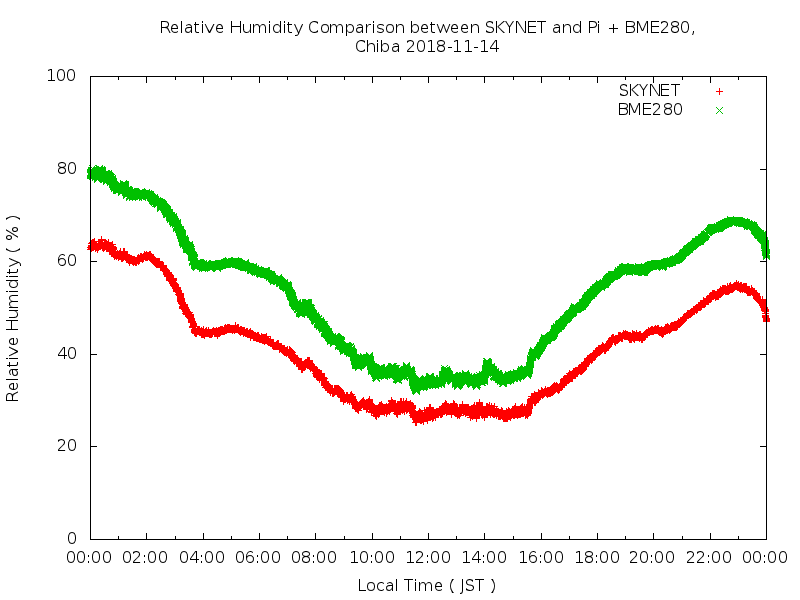 Relative Humidity Comparison between SKYNET and Pi + BME280,
Chiba 2018-11-14
SKYNET
BME280
100
80
60
40
20
0
Relative Humidity ( % )
00:00 02:00 04:00 06:00 08:00 10:00 12:00 14:00 16:00 18:00 20:00 22:00 00:00
Local Time ( JST )